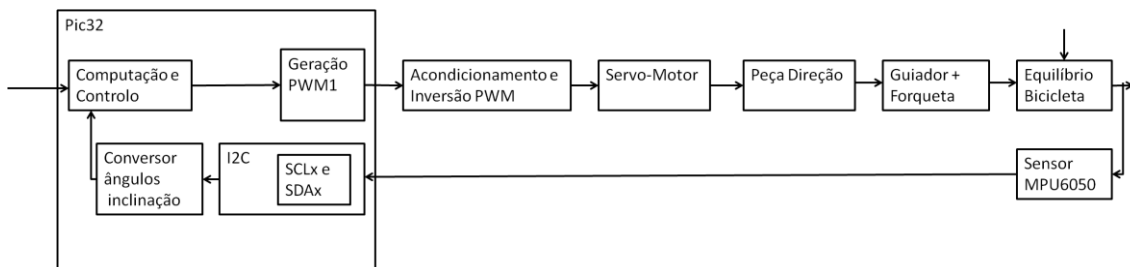 Pic32
Computação e
Controlo
Geração
PWM1
Acondicionamento e
Inversão PWM
Servo-Motor
Peça Direção
Guiador +
Forqueta
Equilíbrio
Bicicleta
Conversor
ângulos
inclinação
I2C
SCLx e
SDAx
Sensor
MPU6050